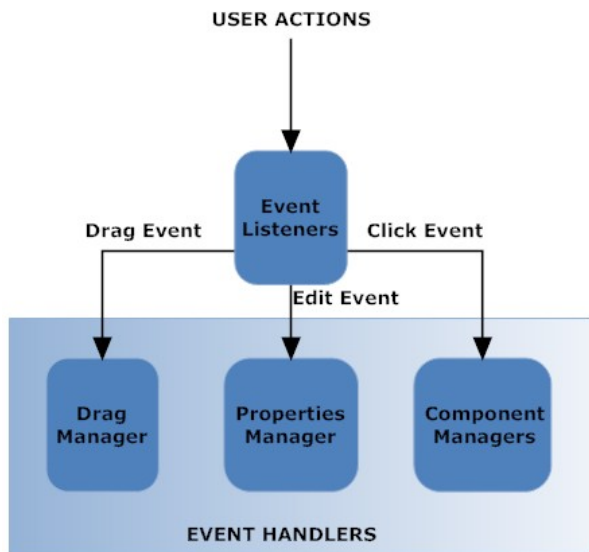 USER ACTIONS
Event
Listeners
Drag Event
Click Event
Edit Event
Drag
Manager
Properties
Manager
Component
Managers
EVENT HANDLERS